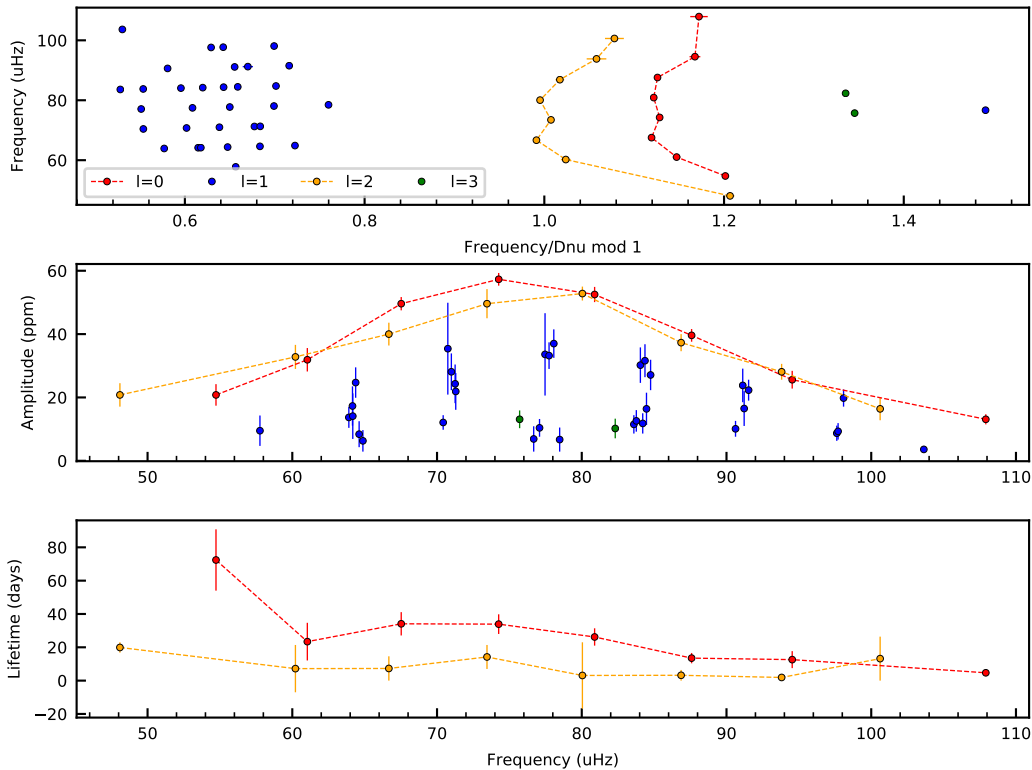 Frequency (uHz)
100
80
60
l=0 l=1 l=2 l=3
0.6 0.8 1.0 1.2 1.4
Frequency/Dnu mod 1
Amplitude (ppm)
60
40
20
0
50 60 70 80 90 100 110
Lifetime (days)
80
60
40
20
0
−20
50 60 70 80 90 100 110
Frequency (uHz)